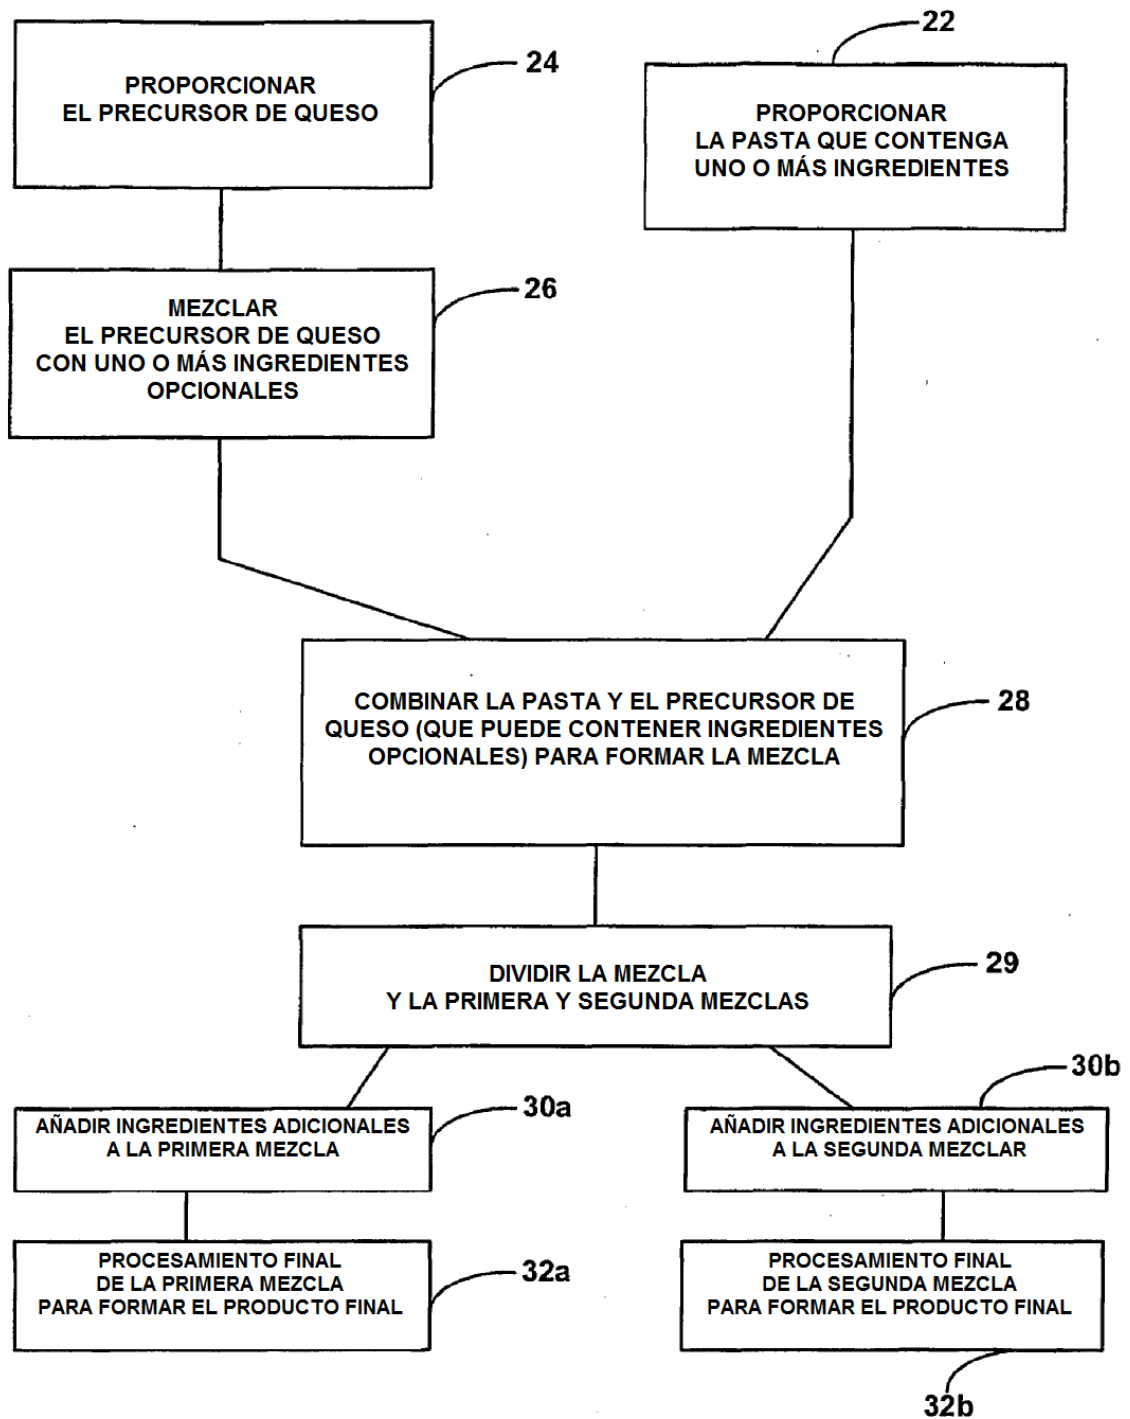 24
PROPORCIONAR
EL PRECURSOR DE QUESO
22
PROPORCIONAR
LA PASTA QUE CONTENGA
UNO O MÁS INGREDIENTES
26
MEZCLAR
EL PRECURSOR DE QUESO
CON UNO O MÁS INGREDIENTES
OPCIONALES
28
COMBINAR LA PASTA Y EL PRECURSOR DE
QUESO (QUE PUEDE CONTENER INGREDIENTES
OPCIONALES) PARA FORMAR LA MEZCLA
29
DIVIDIR LA MEZCLA
Y LA PRIMERA Y SEGUNDA MEZCLAS
30a
AÑADIR INGREDIENTES ADICIONALES
A LA PRIMERA MEZCLA
30b
AÑADIR INGREDIENTES ADICIONALES
A LA SEGUNDA MEZCLAR
32a
PROCESAMIENTO FINAL
DE LA PRIMERA MEZCLA
PARA FORMAR EL PRODUCTO FINAL
PROCESAMIENTO FINAL
DE LA SEGUNDA MEZCLA
PARA FORMAR EL PRODUCTO FINAL
32b